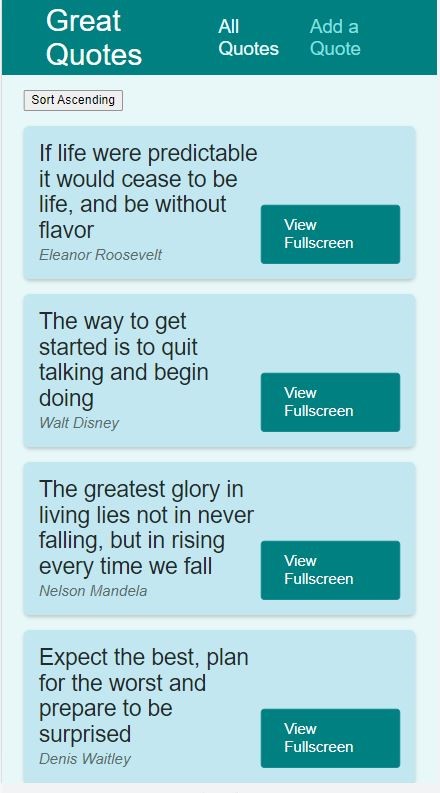 Great
Quotes
All
Quotes
Add a
Quote
Sort Ascending
If life were predictable
it would cease to be
life, and be without
flavor
Eleanor Roosevelt
View
Fullscreen
The way to get
started is to quit
talking and begin
doing
Walt Disney
View
Fullscreen
The greatest glory in
living lies not in never
falling, but in rising
every time we fall
Nelson Mandela
View
Fullscreen
Expect the best, plan
for the worst and
prepare to be
surprised
Denis Waitley
View
Fullscreen